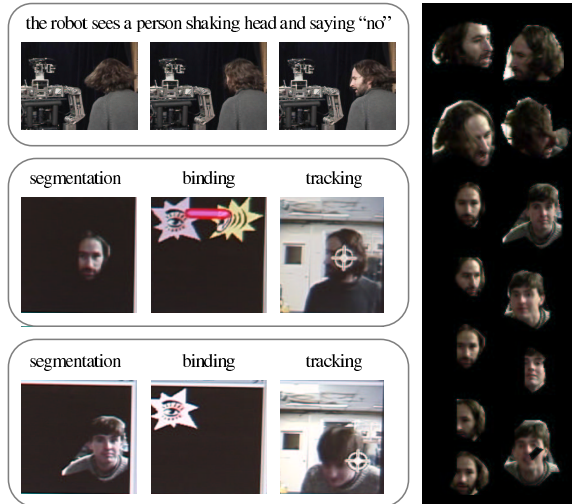 the robot sees a person shaking head and saying “no”
segmentation binding tracking
segmentation binding tracking